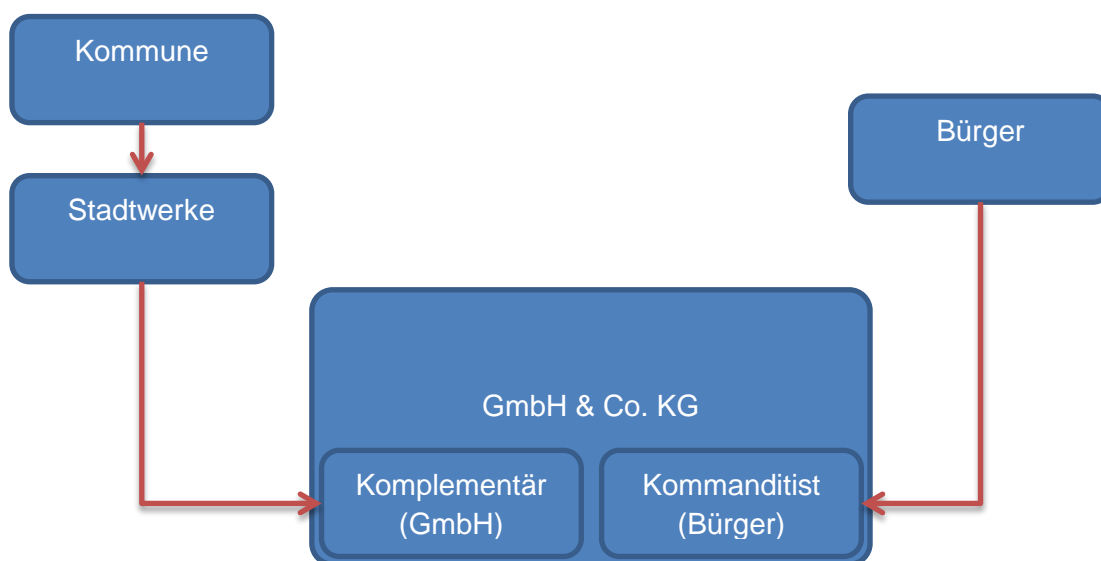 Kommune
Bürger
Stadtwerke
GmbH & Co. KG
Komplementär
(GmbH)
Kommanditist
(Bürger)